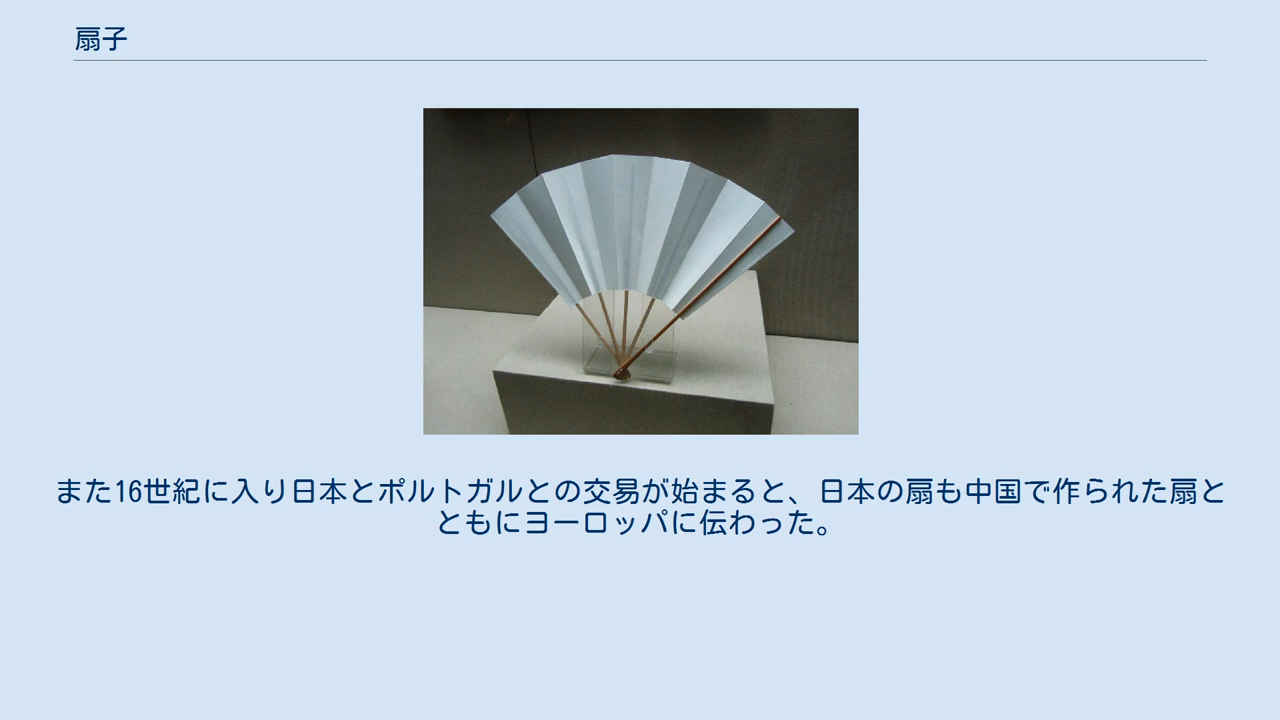 扇子
また16世紀に入り日本とポルトガルとの交易が始まると、日本の扇も中国で作られた扇と
ともにヨーロッパに伝わった。